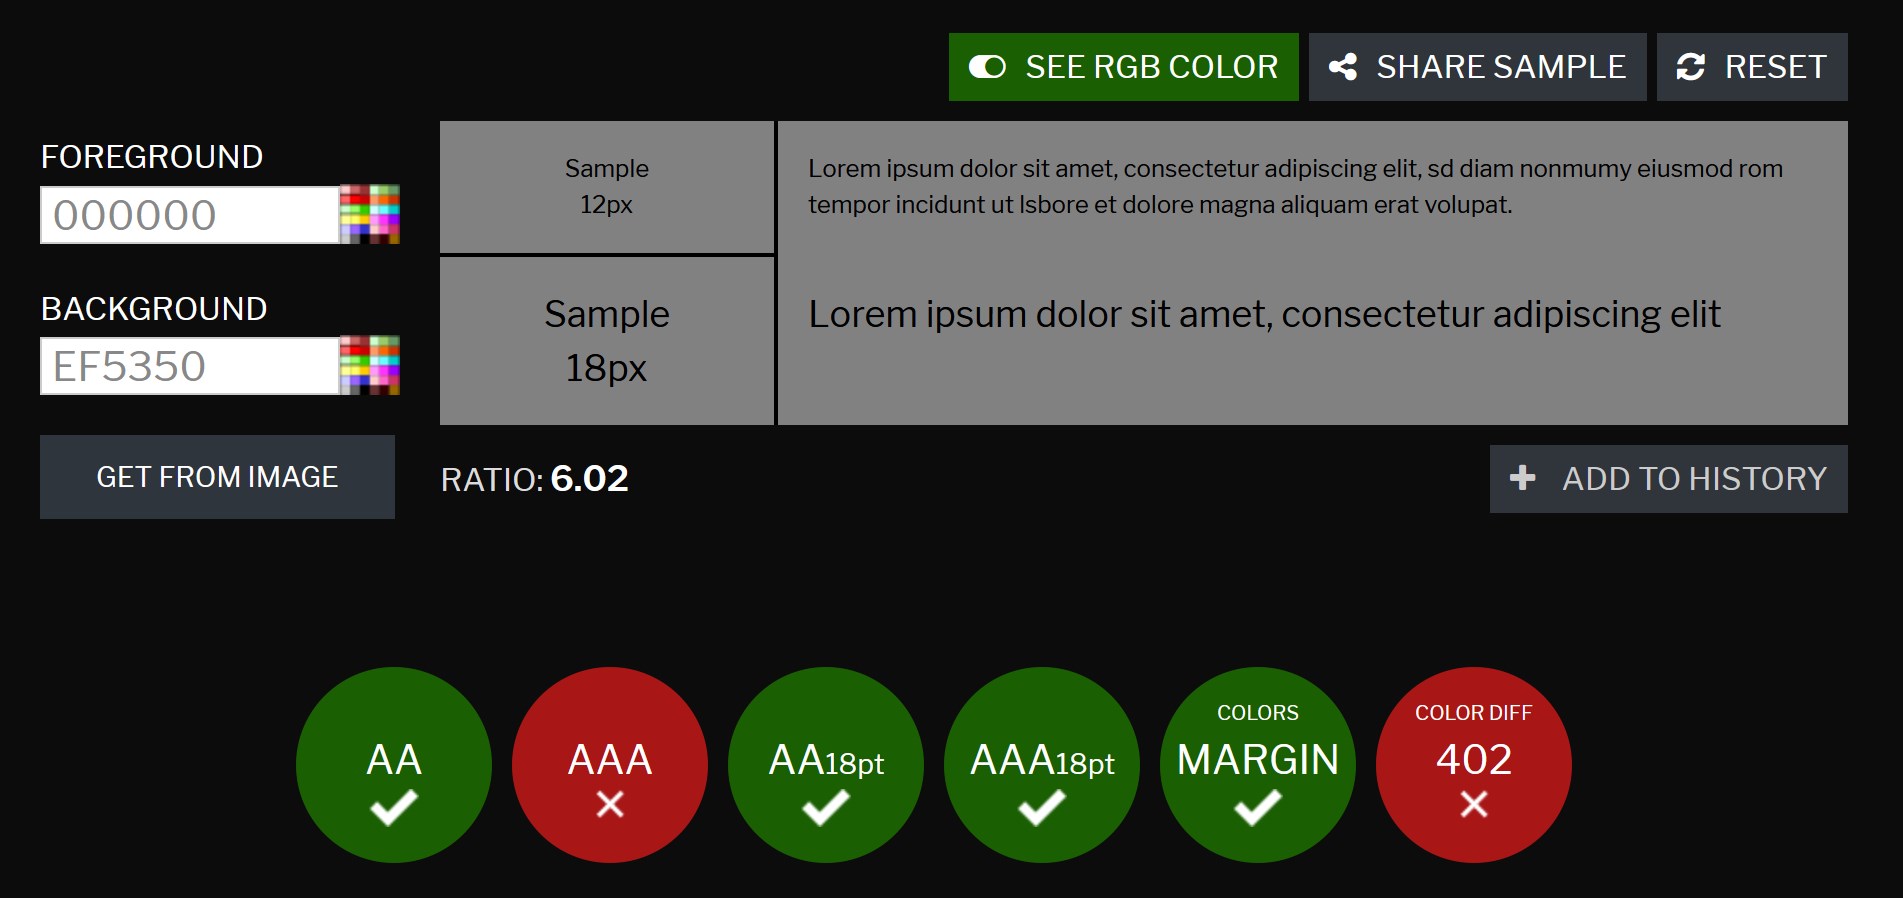 SEE RGB COLOR
SHARE SAMPLE
RESET
FOREGROUND
000000
BACKGROUND
EF5350
GET FROM IMAGE
Sample
12px
Lorem ipsum dolor sit amet, consectetur adipiscing elit, sd diam nonmumy eiusmod rom
tempor incidunt ut lsbore et dolore magna aliquam erat volupat.
Sample
18px
Lorem ipsum dolor sit amet, consectetur adipiscing elit
RATIO: 6.02
ADD TO HISTORY
AA
AAA
AA18pt
AAA18pt
COLORS
MARGIN
COLOR DIFF
402